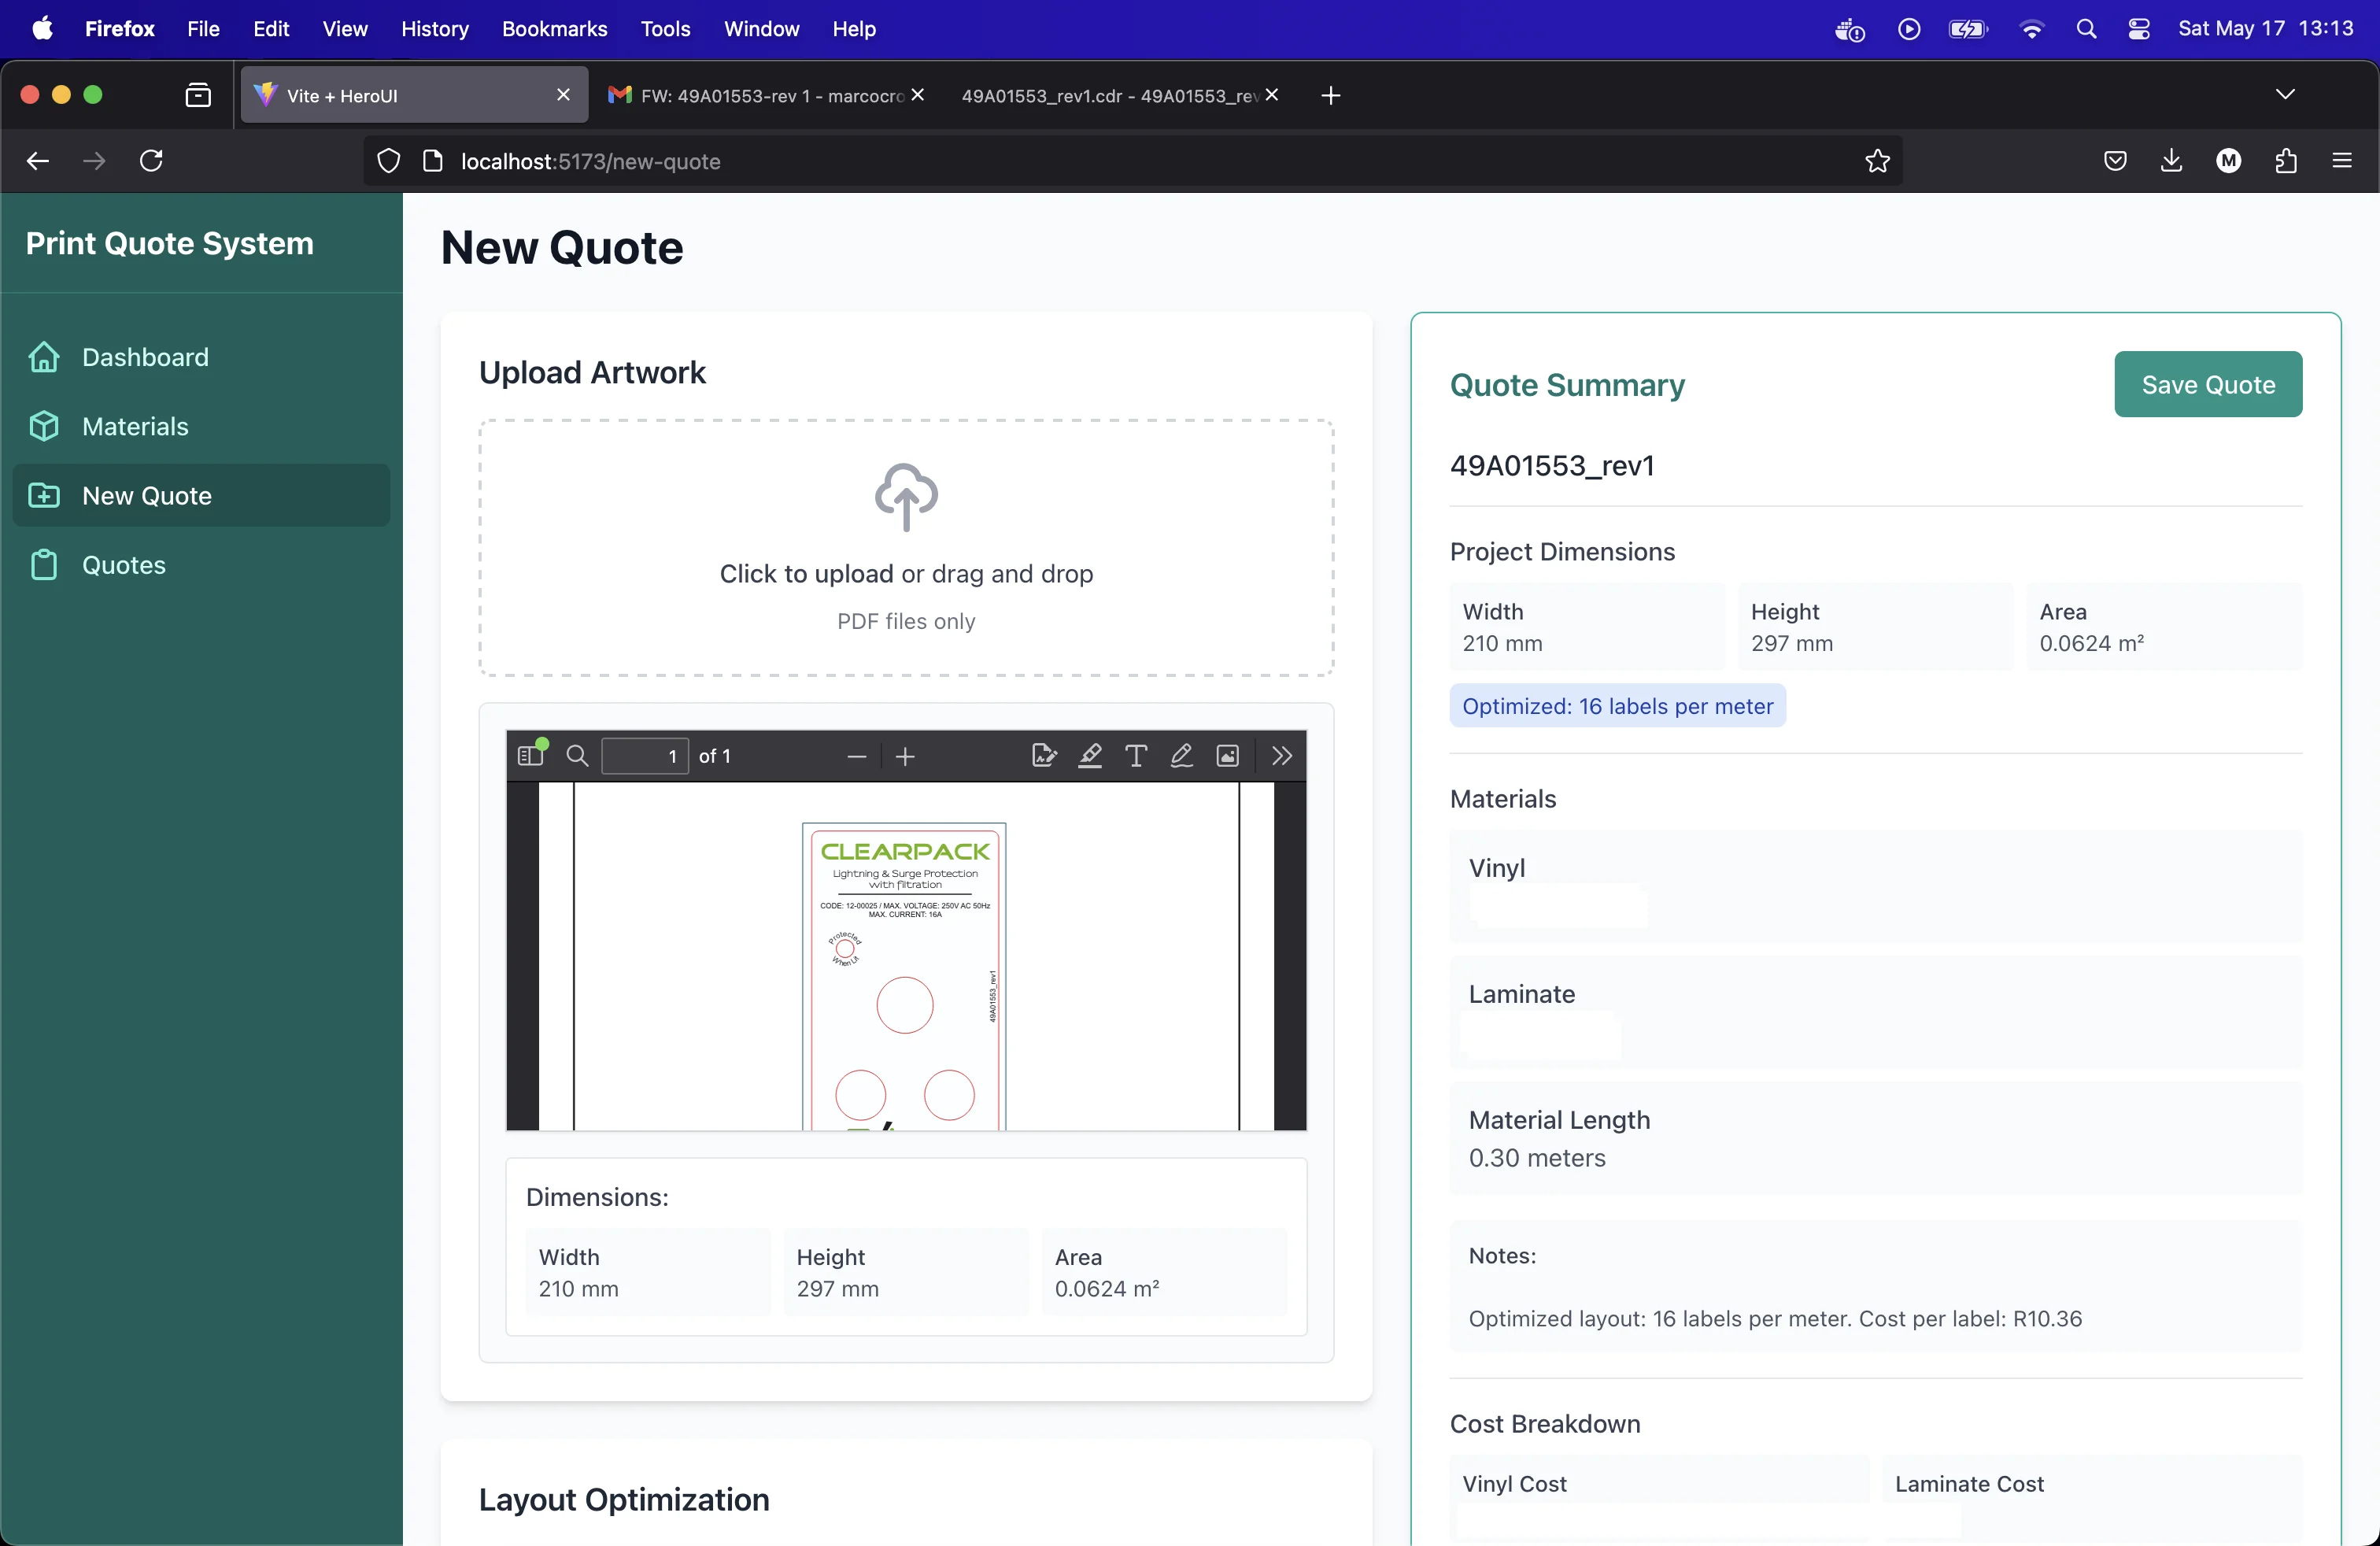 Firefox File Edit View History Bookmarks Tools Window Help Sat May 17 13:13
Vite + HeroUI FW: 49A01553-rev 1 - marcocro 49A01553_rev1.cdr - 49A01553_rev
localhost:5173/new-quote M
Print Quote System
Dashboard
Materials
New Quote
Quotes
New Quote
Upload Artwork
Click to upload or drag and drop
PDF files only
1 of 1
CLEARPACK
Lightning & Surge Protection
with filtration
CODE: 12-00025 / MAX. VOLTAGE: 250V AC 50Hz
MAX. CURRENT: 16A
Protected
When Lit
49A01553_rev1
Dimensions:
Width Height Area
210 mm 297 mm 0.0624 m²
Layout Optimization
Quote Summary
Save Quote
49A01553_rev1
Project Dimensions
Width Height Area
210 mm 297 mm 0.0624 m²
Optimized: 16 labels per meter
Materials
Vinyl
Laminate
Material Length
0.30 meters
Notes:
Optimized layout: 16 labels per meter. Cost per label: R10.36
Cost Breakdown
Vinyl Cost Laminate Cost